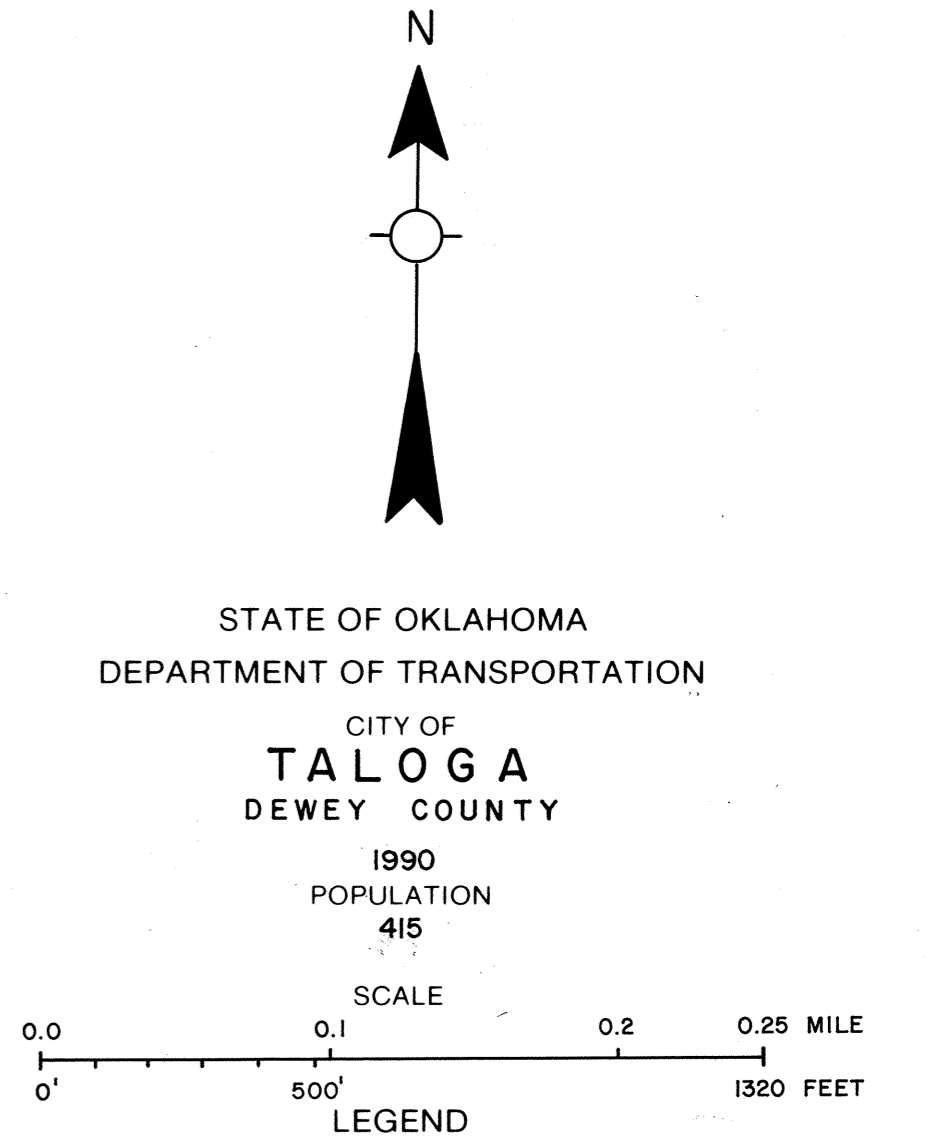 N
STATE OF OKLAHOMA
DEPARTMENT OF TRANSPORTATION
CITY OF
TALOGA
DEWEY COUNTY
1990
POPULATION
415
SCALE
0.0 0.1 0.2 0.25 MILE
0' 500' 1320 FEET
LEGEND